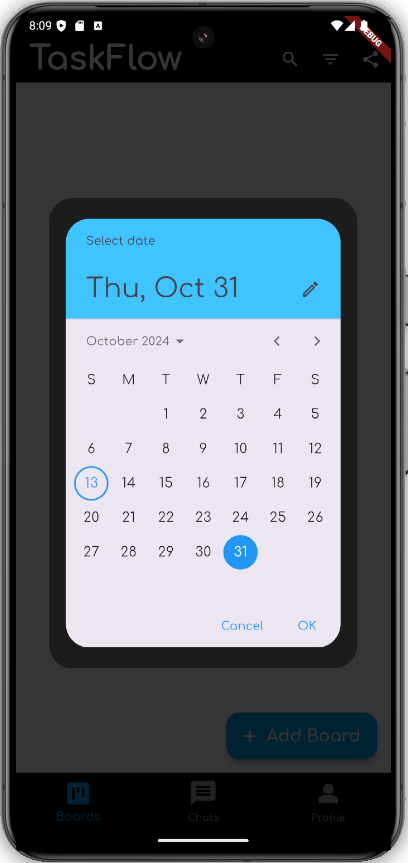 8:09
DEBUG
TaskFlow
Select date
Thu, Oct 31
October 2024
S M T W T F S
1 2 3 4 5
6 7 8 9 10 11 12
13 14 15 16 17 18 19
20 21 22 23 24 25 26
27 28 29 30 31
Cancel OK
+ Add Board
Boards Chats Profile